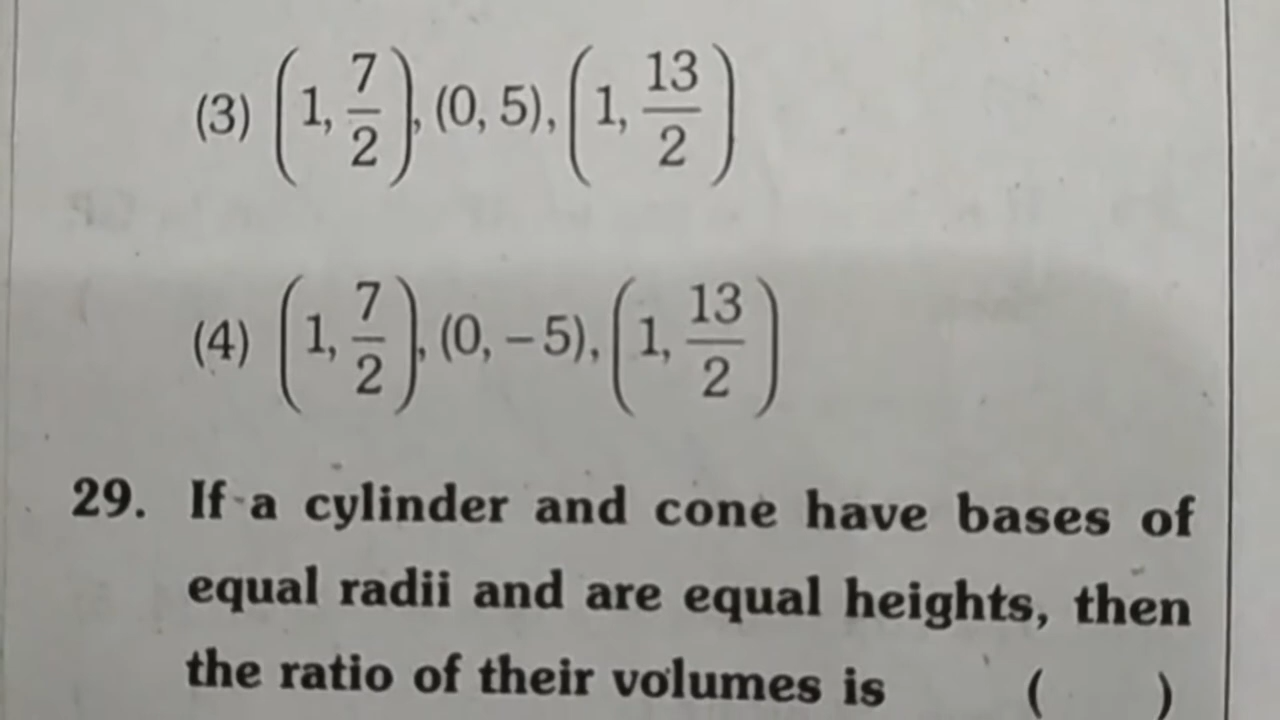 (3) (1, 7/2), (0, 5), (1, 13/2)
(4) (1, 7/2), (0, – 5), (1, 13/2)
29. If a cylinder and cone have bases of
equal radii and are equal heights, then
the ratio of their volumes is ( )